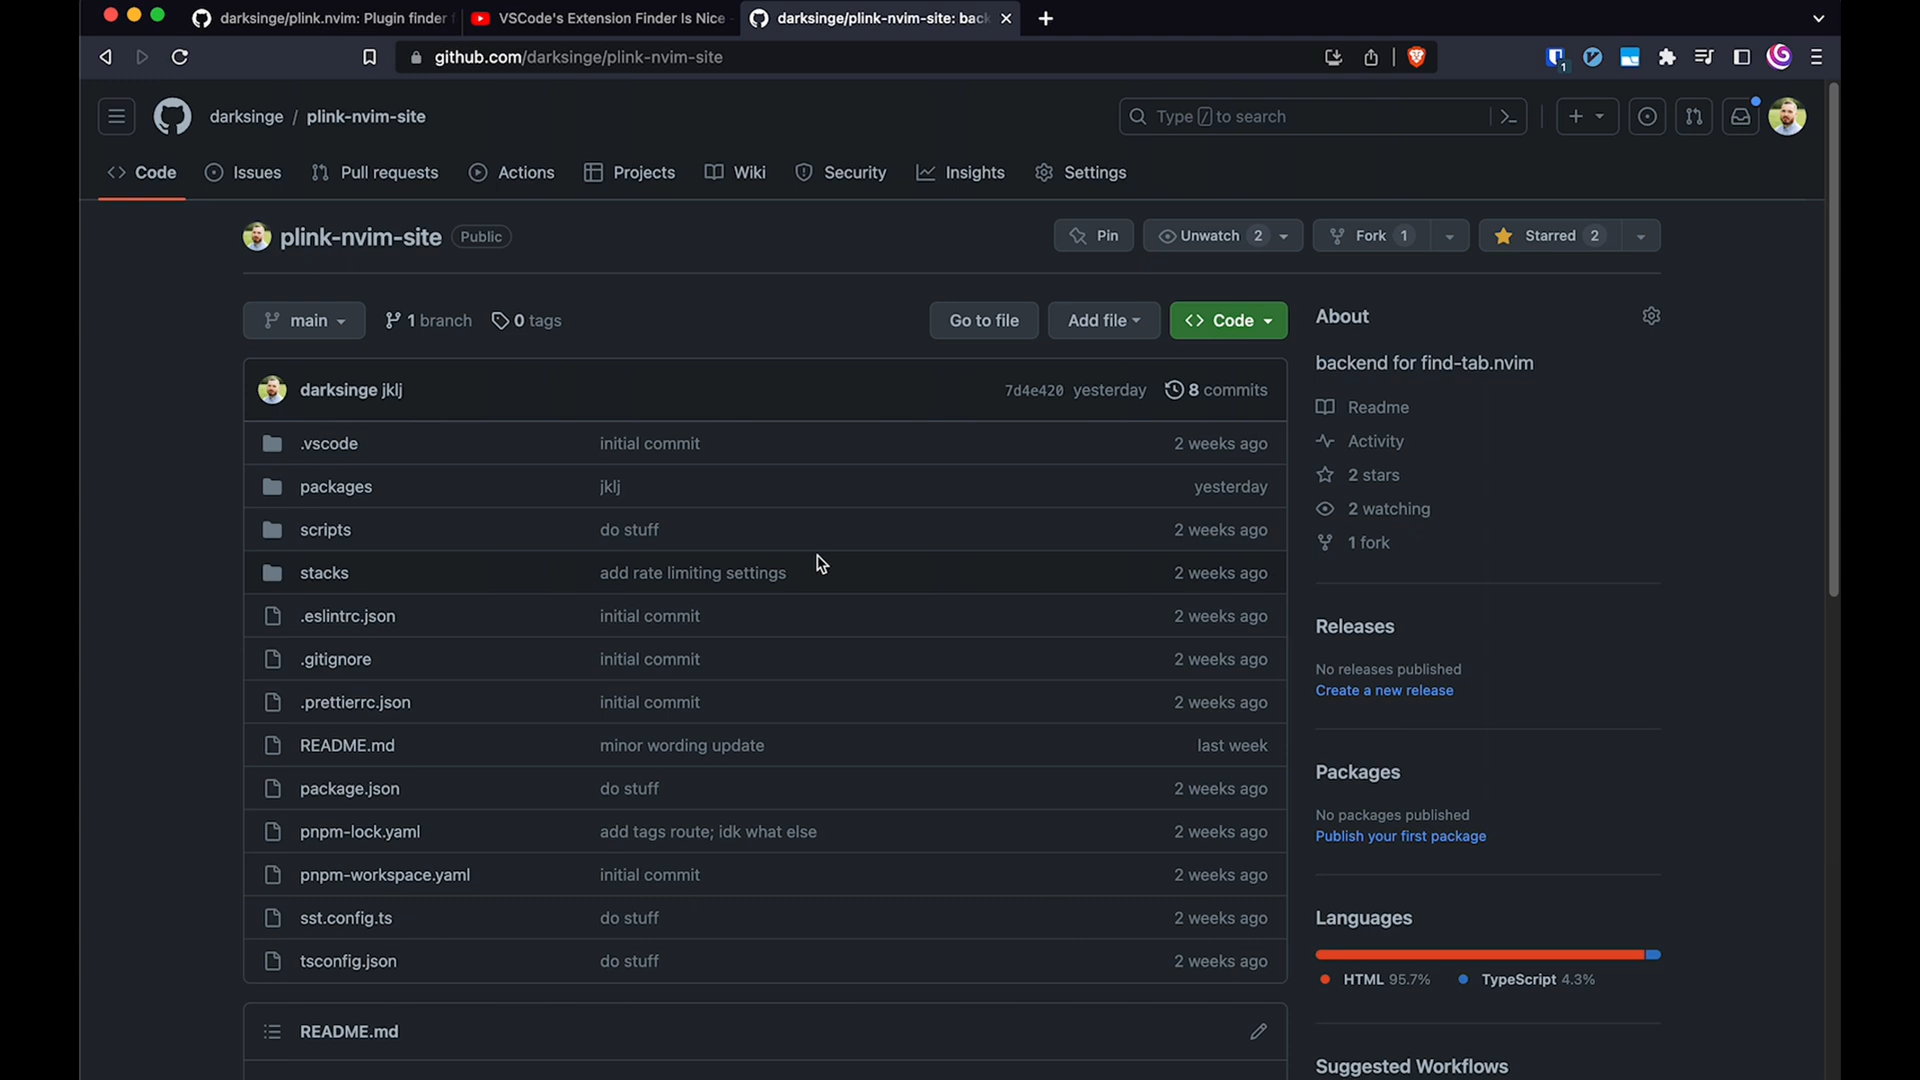 darksinge/plink.nvim: Plugin finder
VSCode's Extension Finder Is Nice
darksinge/plink-nvim-site: bac
github.com/darksinge/plink-nvim-site
1
darksinge / plink-nvim-site
Type / to search
Code
Issues
Pull requests
Actions
Projects
Wiki
Security
Insights
Settings
plink-nvim-site
Public
Pin
Unwatch 2
Fork 1
Starred 2
main
1 branch
0 tags
Go to file
Add file
Code
darksinge jklj
7d4e420 yesterday
8 commits
.vscode initial commit 2 weeks ago
packages jklj yesterday
scripts do stuff 2 weeks ago
stacks add rate limiting settings 2 weeks ago
.eslintrc.json initial commit 2 weeks ago
.gitignore initial commit 2 weeks ago
.prettierrc.json initial commit 2 weeks ago
README.md minor wording update last week
package.json do stuff 2 weeks ago
pnpm-lock.yaml add tags route; idk what else 2 weeks ago
pnpm-workspace.yaml initial commit 2 weeks ago
sst.config.ts do stuff 2 weeks ago
tsconfig.json do stuff 2 weeks ago
README.md
About
backend for find-tab.nvim
Readme
Activity
2 stars
2 watching
1 fork
Releases
No releases published
Create a new release
Packages
No packages published
Publish your first package
Languages
HTML 95.7%
TypeScript 4.3%
Suggested Workflows